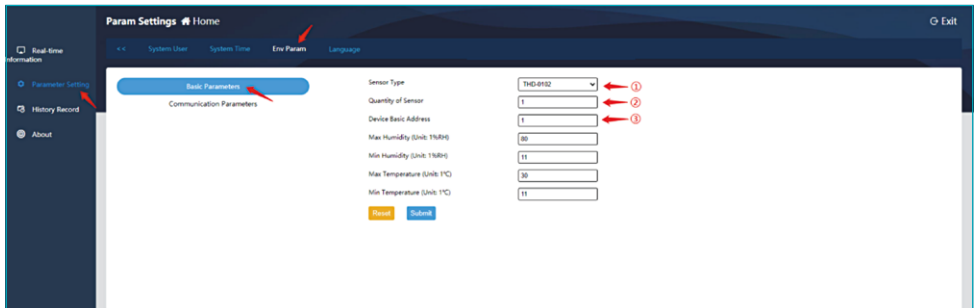 Param Settings Home
Exit
Real-time
Information
Parameter Setting
History Record
About
<< System User System Time Env Param Language
Basic Parameters
Communication Parameters
Sensor Type THD-0102 ①
Quantity of Sensor 1 ②
Device Basic Address 1 ③
Max Humidity (Unit: 1%RH) 80
Min Humidity (Unit: 1%RH) 11
Max Temperature (Unit: 1°C) 30
Min Temperature (Unit: 1°C) 11
Reset Submit